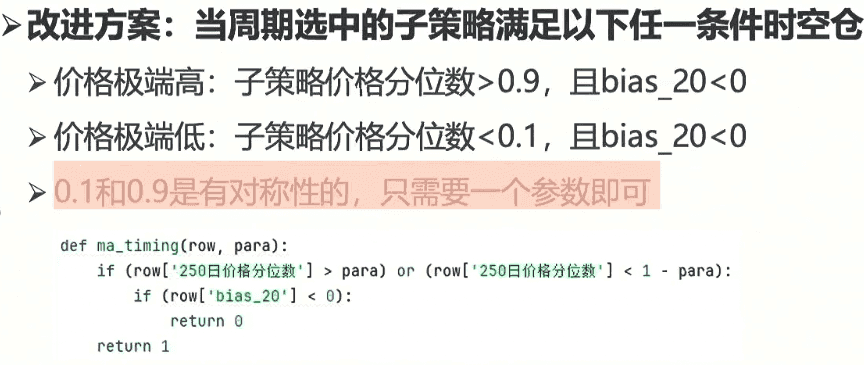 ➢改进方案：当周期选中的子策略满足以下任一条件时空仓
➢价格极端高：子策略价格分位数>0.9，且bias_20<0
➢价格极端低：子策略价格分位数<0.1，且bias_20<0
➢0.1和0.9是有对称性的，只需要一个参数即可
def ma_timing(row, para):
    if (row['250日价格分位数'] > para) or (row['250日价格分位数'] < 1 - para):
        if (row['bias_20'] < 0):
            return 0
    return 1